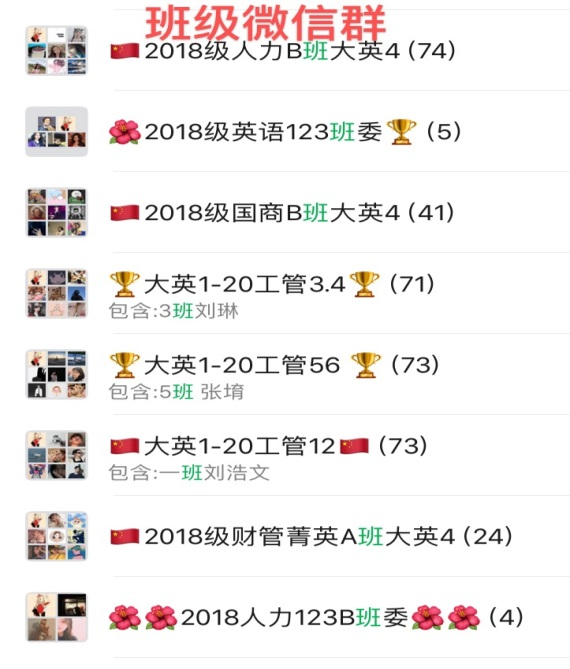 班级微信群
🇨🇳2018级人力B班大英4 (74)
🌺2018级英语123班委🏆 (5)
🇨🇳2018级国商B班大英4 (41)
🏆大英1-20工管3.4🏆 (71)
包含:3班刘琳
🏆大英1-20工管56 🏆 (73)
包含:5班 张堉
🇨🇳大英1-20工管12🇨🇳 (73)
包含:一班刘浩文
🇨🇳2018级财管菁英A班大英4 (24)
🌺🌺2018人力123B班委🌺🌺 (4)